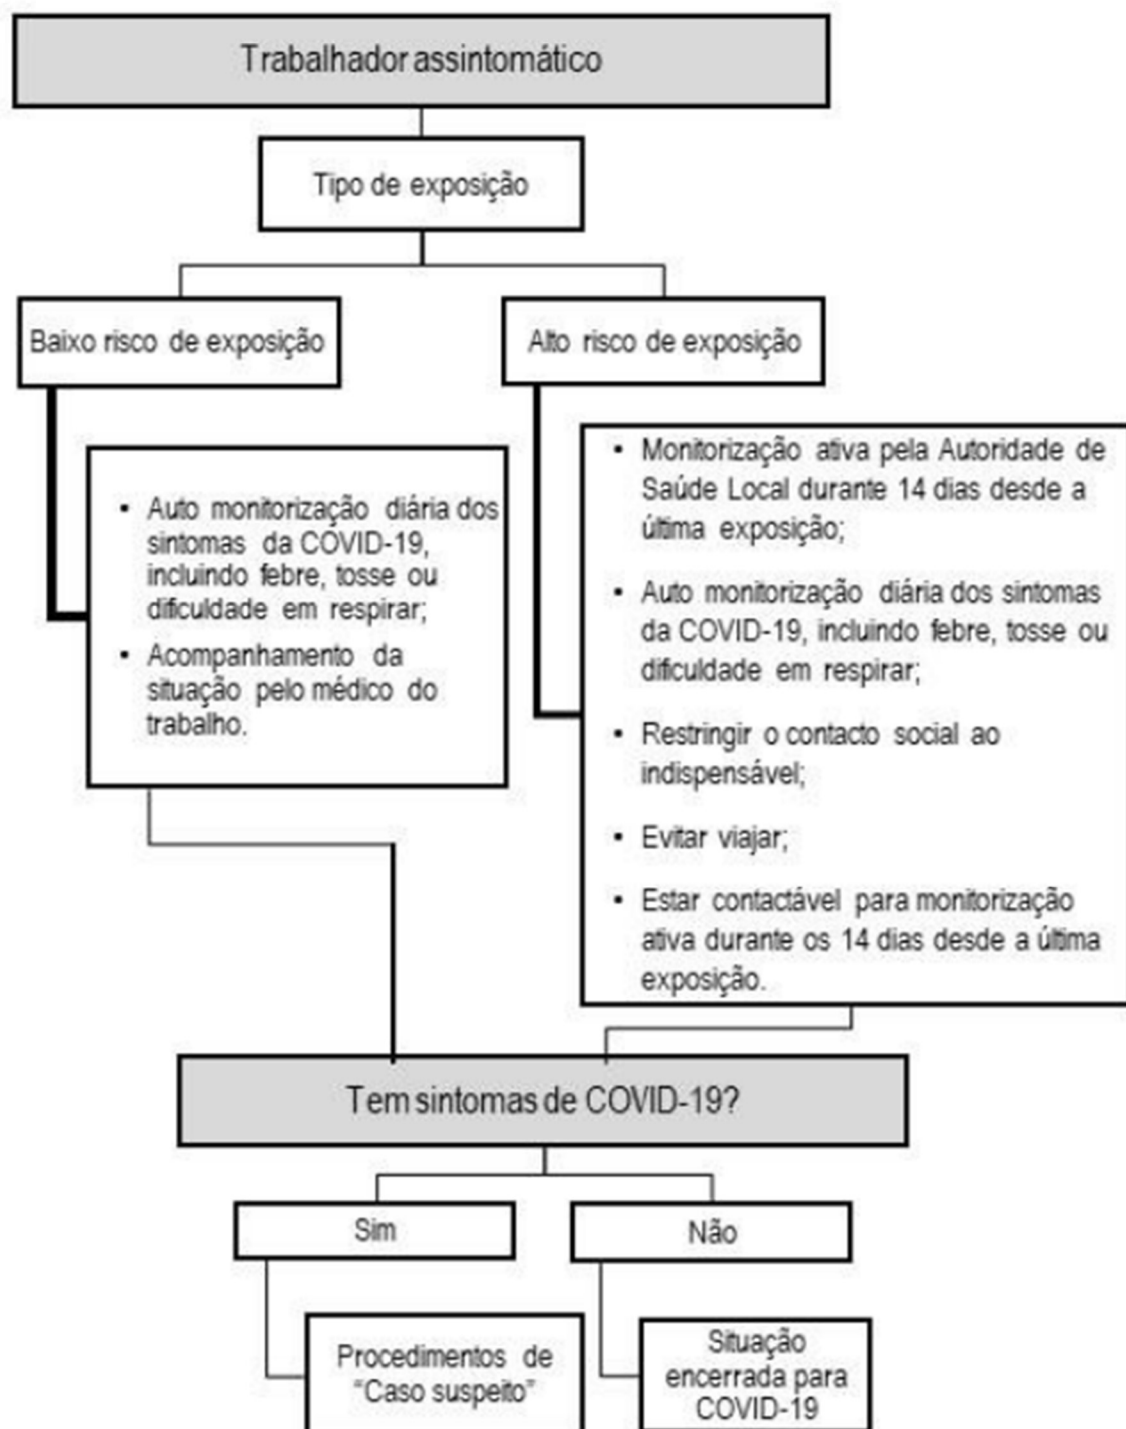 Trabalhador assintomático
Tipo de exposição
Baixo risco de exposição
Alto risco de exposição
▪ Auto monitorização diária dos
sintomas da COVID-19,
incluindo febre, tosse ou
dificuldade em respirar;
▪ Acompanhamento da
situação pelo médico do
trabalho.
▪ Monitorização ativa pela Autoridade de
Saúde Local durante 14 dias desde a
última exposição;
▪ Auto monitorização diária dos sintomas
da COVID-19, incluindo febre, tosse ou
dificuldade em respirar;
▪ Restringir o contacto social ao
indispensável;
▪ Evitar viajar;
▪ Estar contactável para monitorização
ativa durante os 14 dias desde a última
exposição.
Tem sintomas de COVID-19?
Sim
Não
Procedimentos de
“Caso suspeito”
Situação
encerrada para
COVID-19